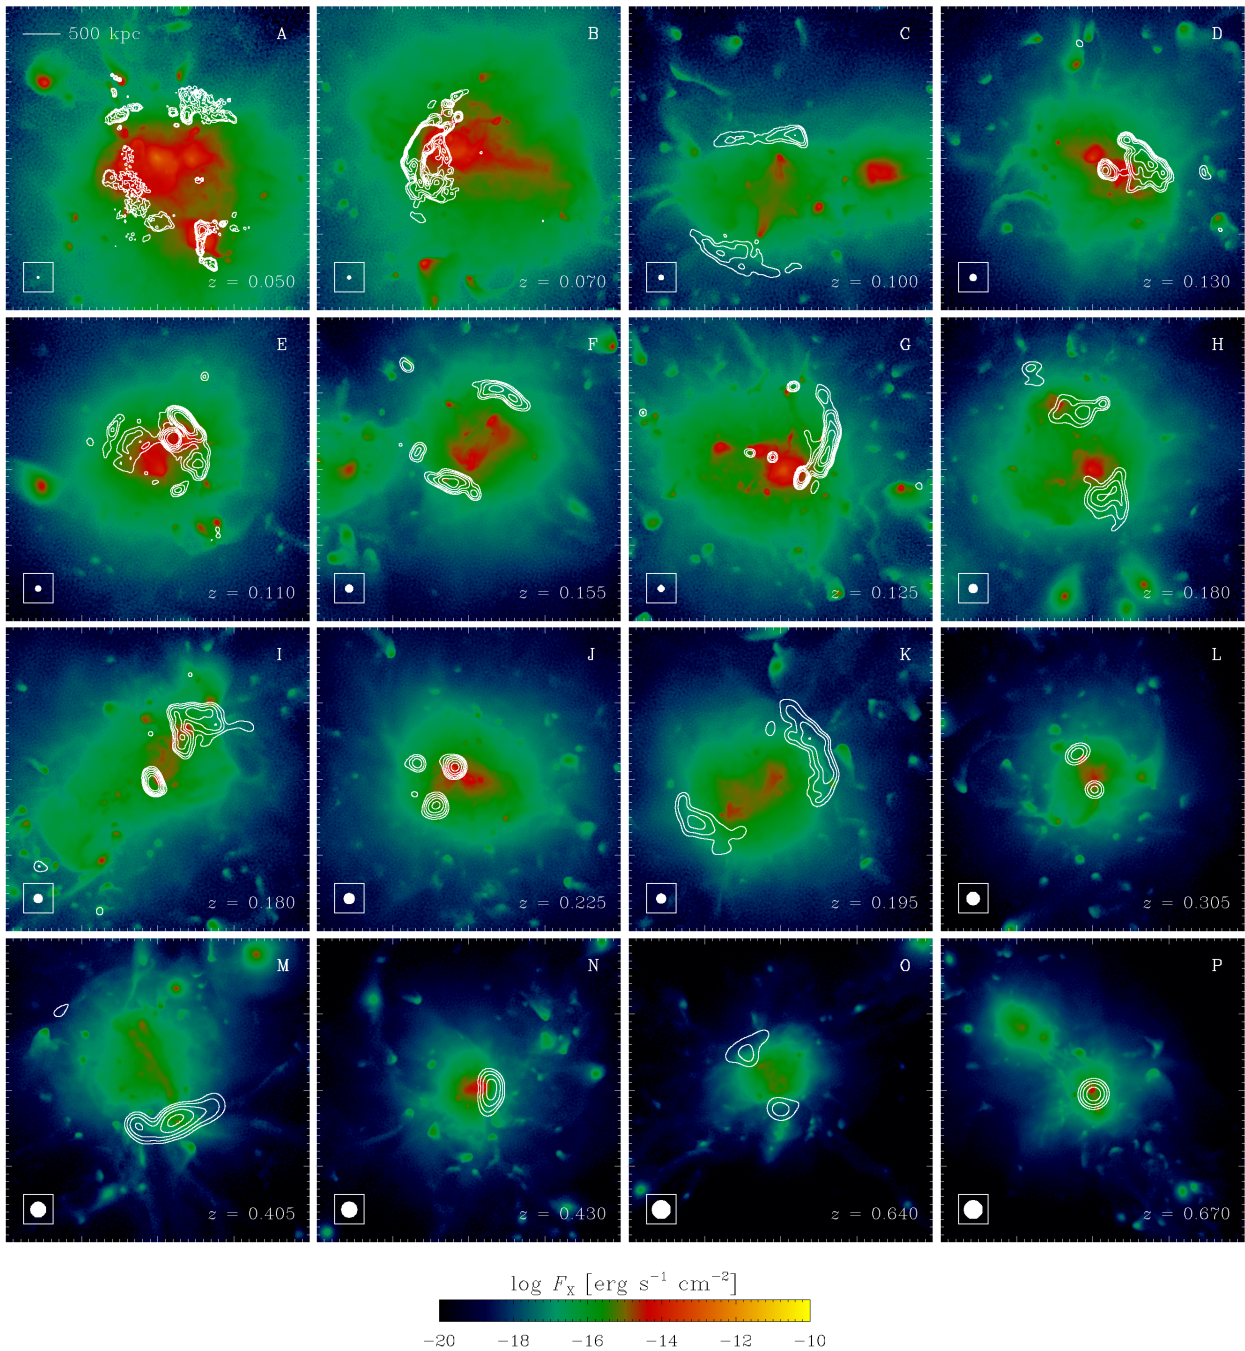 500 kpc A
z = 0.050
B
z = 0.070
C
z = 0.100
D
z = 0.130
E
z = 0.110
F
z = 0.155
G
z = 0.125
H
z = 0.180
I
z = 0.180
J
z = 0.225
K
z = 0.195
L
z = 0.305
M
z = 0.405
N
z = 0.430
O
z = 0.640
P
z = 0.670
log F_X [erg s⁻¹ cm⁻²]
−20 −18 −16 −14 −12 −10